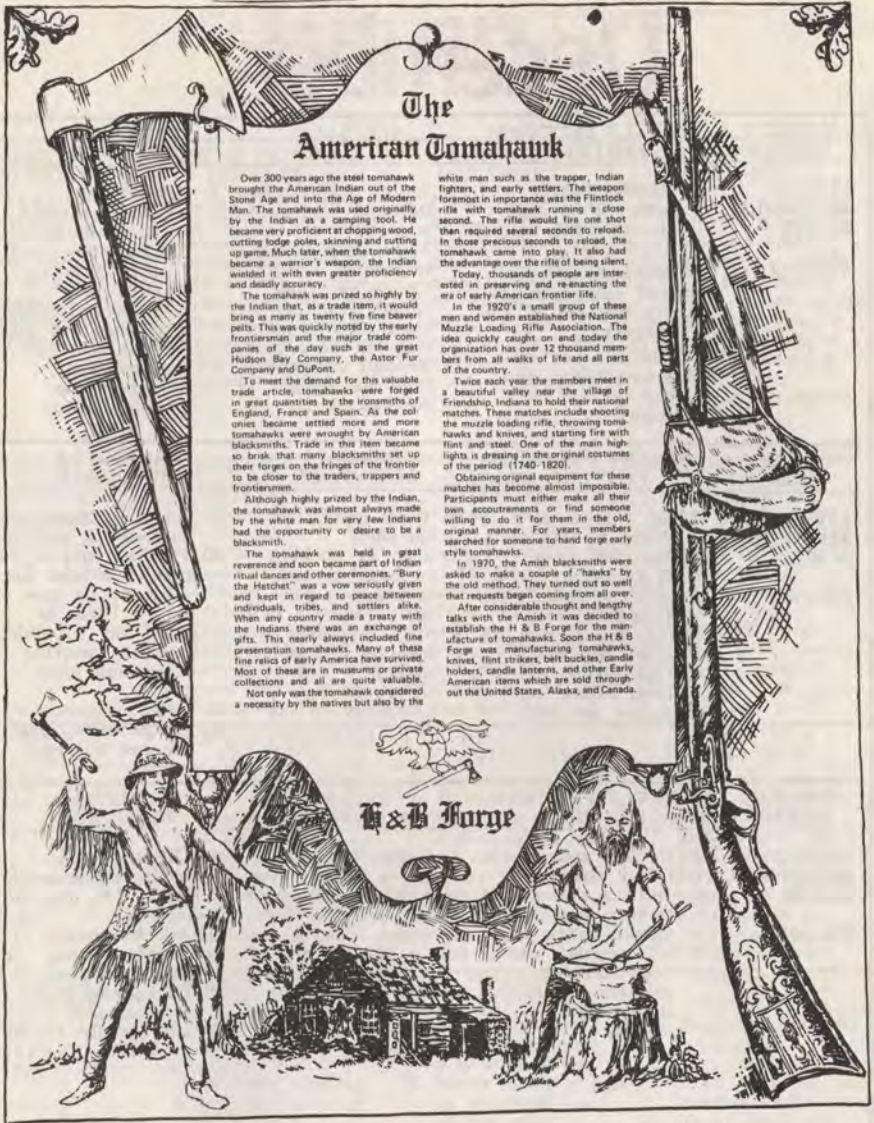 The
American Tomahawk
Over 300 years ago the steel tomahawk
brought the American Indian out of the
Stone Age and into the Age of Modern
Man. The tomahawk was used originally
by the Indian as a camping tool. He
became very proficient at chopping wood,
cutting lodge poles, skinning and cutting
up game. Much later, when the tomahawk
became a warrior's weapon, the Indian
wielded it with even greater proficiency
and deadly accuracy.
The tomahawk was prized so highly by
the Indian that, as a trade item, it would
bring as many as twenty five fine beaver
pelts. This was quickly noted by the early
frontiersman and the major trade com-
panies of the day such as the great
Hudson Bay Company, the Astor Fur
Company and DuPont.
To meet the demand for this valuable
trade article, tomahawks were forged
in great quantities by the ironsmiths of
England, France and Spain. As the col-
onies became settled more and more
tomahawks were wrought by American
blacksmiths. Trade in this item became
so brisk that many blacksmiths set up
their forges on the fringes of the frontier
to be closer to the traders, trappers and
frontiersmen.
Although highly prized by the Indian,
the tomahawk was almost always made
by the white man for very few Indians
had the opportunity or desire to be a
blacksmith.
The tomahawk was held in great
reverence and soon became part of Indian
ritual dances and other ceremonies. "Bury
the Hatchet" was a vow seriously given
and kept in regard to peace between
individuals, tribes, and settlers alike.
When any country made a treaty with
the Indians there was an exchange of
gifts. This nearly always included fine
presentation tomahawks. Many of these
fine relics of early America have survived.
Most of these are in museums or private
collections and all are quite valuable.
Not only was the tomahawk considered
a necessity by the natives but also by the
white man such as the trapper, Indian
fighters, and early settlers. The weapon
foremost in importance was the Flintlock
rifle with tomahawk running a close
second. The rifle would fire one shot
then required several seconds to reload.
In those precious seconds to reload, the
tomahawk came into play. It also had
the advantage over the rifle of being silent.
Today, thousands of people are inter-
ested in preserving and re-enacting the
era of early American frontier life.
In the 1920's a small group of these
men and women established the National
Muzzle Loading Rifle Association. The
idea quickly caught on and today the
organization has over 12 thousand mem-
bers from all walks of life and all parts
of the country.
Twice each year the members meet in
a beautiful valley near the village of
Friendship, Indiana to hold their national
matches. These matches include shooting
the muzzle loading rifle, throwing toma-
hawks and knives, and starting fire with
flint and steel. One of the main high-
lights is dressing in the original costumes
of the period (1740-1820).
Obtaining original equipment for these
matches has become almost impossible.
Participants must either make all their
own accoutrements or find someone
willing to do it for them in the old,
original manner. For years, members
searched for someone to hand forge early
style tomahawks.
In 1970, the Amish blacksmiths were
asked to make a couple of "hawks" by
the old method. They turned out so well
that requests began coming from all over.
After considerable thought and lengthy
talks with the Amish it was decided to
establish the H & B Forge for the man-
ufacture of tomahawks. Soon the H & B
Forge was manufacturing tomahawks,
knives, flint strikers, belt buckles, candle
holders, candle lanterns, and other Early
American items which are sold through-
out the United States, Alaska, and Canada.
H&B Forge